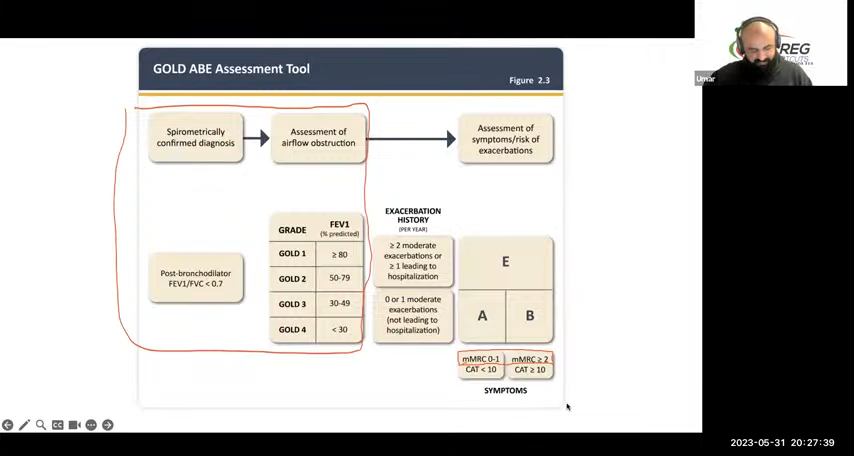 GOLD ABE Assessment Tool
Figure 2.3
Spirometrically
confirmed diagnosis
Assessment of
airflow obstruction
Assessment of
symptoms/risk of
exacerbations
Post-bronchodilator
FEV1/FVC < 0.7
GRADE FEV1
(% predicted)
GOLD 1 ≥ 80
GOLD 2 50-79
GOLD 3 30-49
GOLD 4 < 30
EXACERBATION
HISTORY
(PER YEAR)
≥ 2 moderate
exacerbations or
≥ 1 leading to
hospitalization
0 or 1 moderate
exacerbations
(not leading to
hospitalization)
E
A B
mMRC 0-1 mMRC ≥ 2
CAT < 10 CAT ≥ 10
SYMPTOMS
Umar
REG
2023-05-31 20:27:39